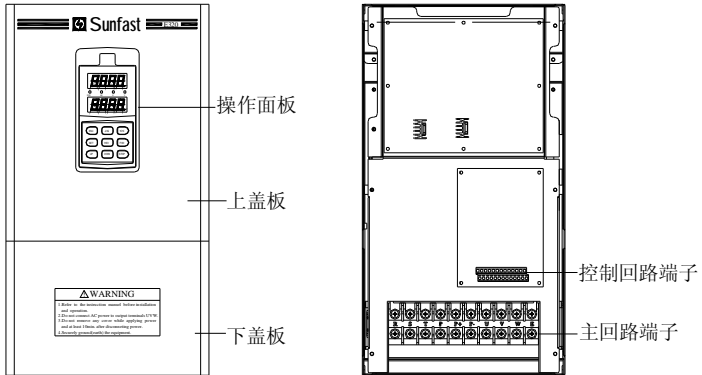 Sunfast
操作面板
上盖板
WARNING
1.Refer to the instruction manual before installation
and operation.
2.Do not connect AC power to output terminals UVW.
3.Do not remove any cover while applying power
and at least 10min. after disconnecting power.
4.Securely ground(earth) the equipment.
下盖板
控制回路端子
R S T P P+ P- U V W E
主回路端子